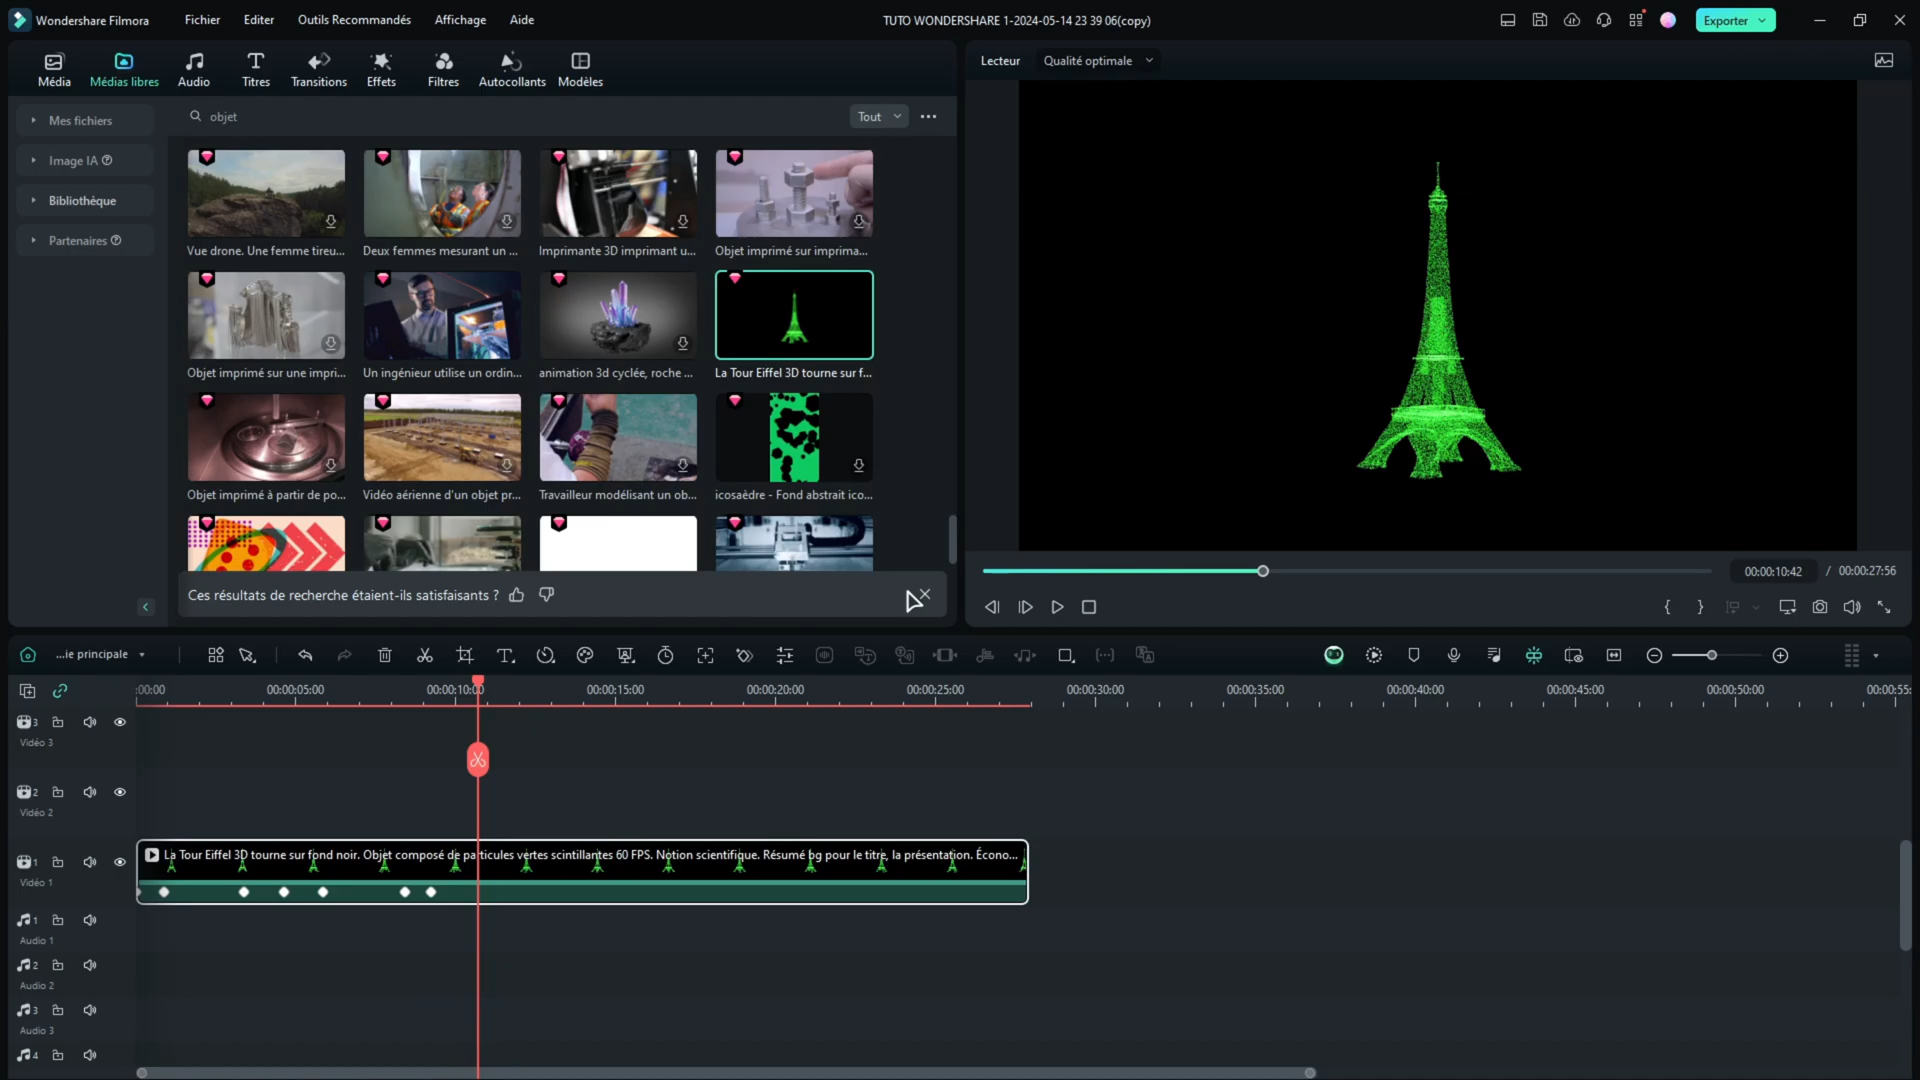 Wondershare Filmora
Fichier
Editer
Outils Recommandés
Affichage
Aide
TUTO WONDERSHARE 1-2024-05-14 23 39 06(copy)
Exporter
Média
Médias libres
Audio
Titres
Transitions
Effets
Filtres
Autocollants
Modèles
Lecteur
Qualité optimale
Mes fichiers
Image IA
Bibliothèque
Partenaires
objet
Tout
Vue drone. Une femme tireu...
Deux femmes mesurant un ...
Imprimante 3D imprimant u...
Objet imprimé sur imprima...
Objet imprimé sur une impri...
Un ingénieur utilise un ordin...
animation 3d cyclée, roche ...
La Tour Eiffel 3D tourne sur f...
Objet imprimé à partir de po...
Vidéo aérienne d'un objet pr...
Travailleur modélisant un ob...
icosaèdre - Fond abstrait ico...
Ces résultats de recherche étaient-ils satisfaisants ?
00:00:10:42 / 00:00:27:56
...ie principale
:00:00
00:00:05:00
00:00:10:00
00:00:15:00
00:00:20:00
00:00:25:00
00:00:30:00
00:00:35:00
00:00:40:00
00:00:45:00
00:00:50:00
00:00:55:
3
Vidéo 3
2
Vidéo 2
1
Vidéo 1
La Tour Eiffel 3D tourne sur fond noir. Objet composé de particules vertes scintillantes 60 FPS. Notion scientifique. Résumé bg pour le titre, la présentation. Écono...
1
Audio 1
2
Audio 2
3
Audio 3
4